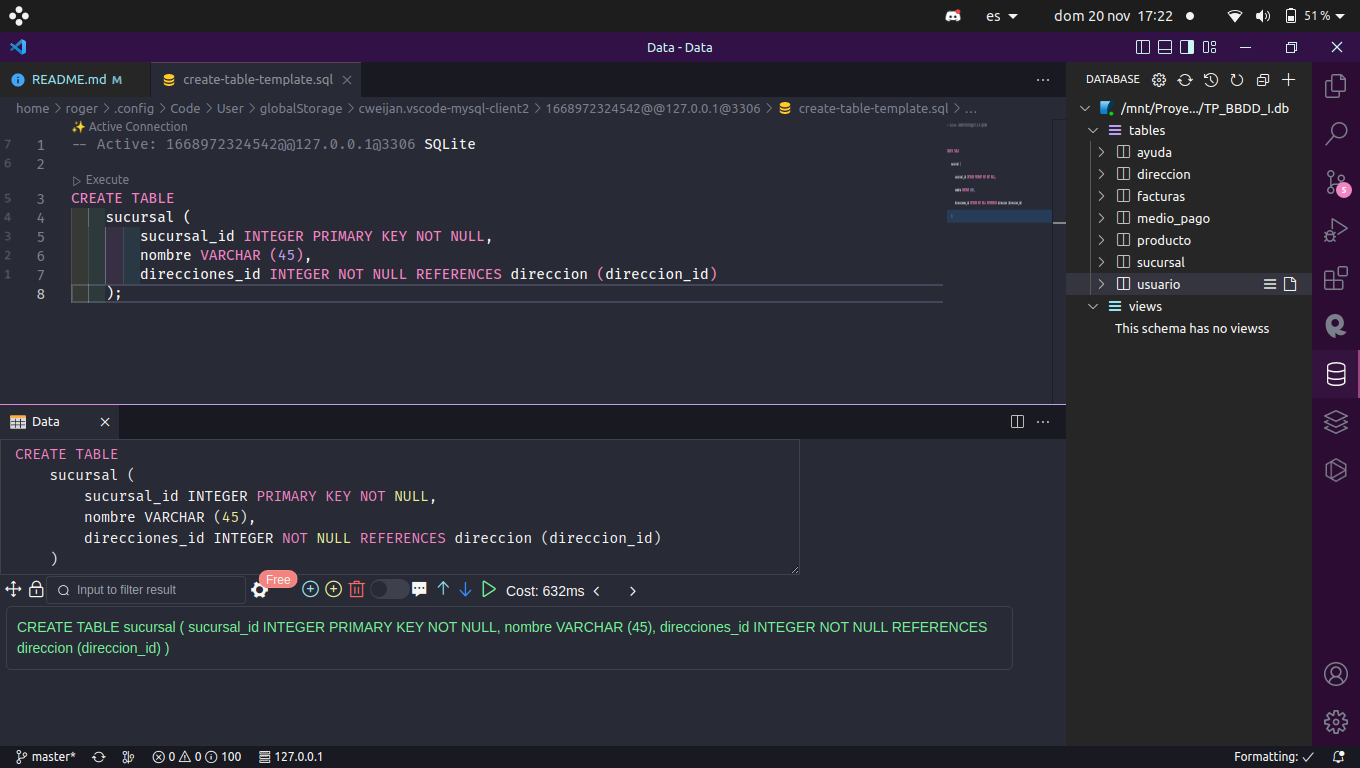 es
dom 20 nov 17:22
51 %
Data - Data
README.md M
create-table-template.sql
home > roger > .config > Code > User > globalStorage > cweijan.vscode-mysql-client2 > 1668972324542@@127.0.0.1@3306 > create-table-template.sql > ...
✨ Active Connection
7 1 -- Active: 1668972324542@@127.0.0.1@3306 SQLite
6 2
▷ Execute
5 3 CREATE TABLE
4 4 sucursal (
3 5 sucursal_id INTEGER PRIMARY KEY NOT NULL,
2 6 nombre VARCHAR (45),
1 7 direcciones_id INTEGER NOT NULL REFERENCES direccion (direccion_id)
8 );
DATABASE
/mnt/Proye.../TP_BBDD_I.db
tables
ayuda
direccion
facturas
medio_pago
producto
sucursal
usuario
views
This schema has no viewss
5
Data
CREATE TABLE
sucursal (
sucursal_id INTEGER PRIMARY KEY NOT NULL,
nombre VARCHAR (45),
direcciones_id INTEGER NOT NULL REFERENCES direccion (direccion_id)
)
Input to filter result
Free
Cost: 632ms < >
CREATE TABLE sucursal ( sucursal_id INTEGER PRIMARY KEY NOT NULL, nombre VARCHAR (45), direcciones_id INTEGER NOT NULL REFERENCES
direccion (direccion_id) )
master*
0 0 100
127.0.0.1
Formatting: ✓